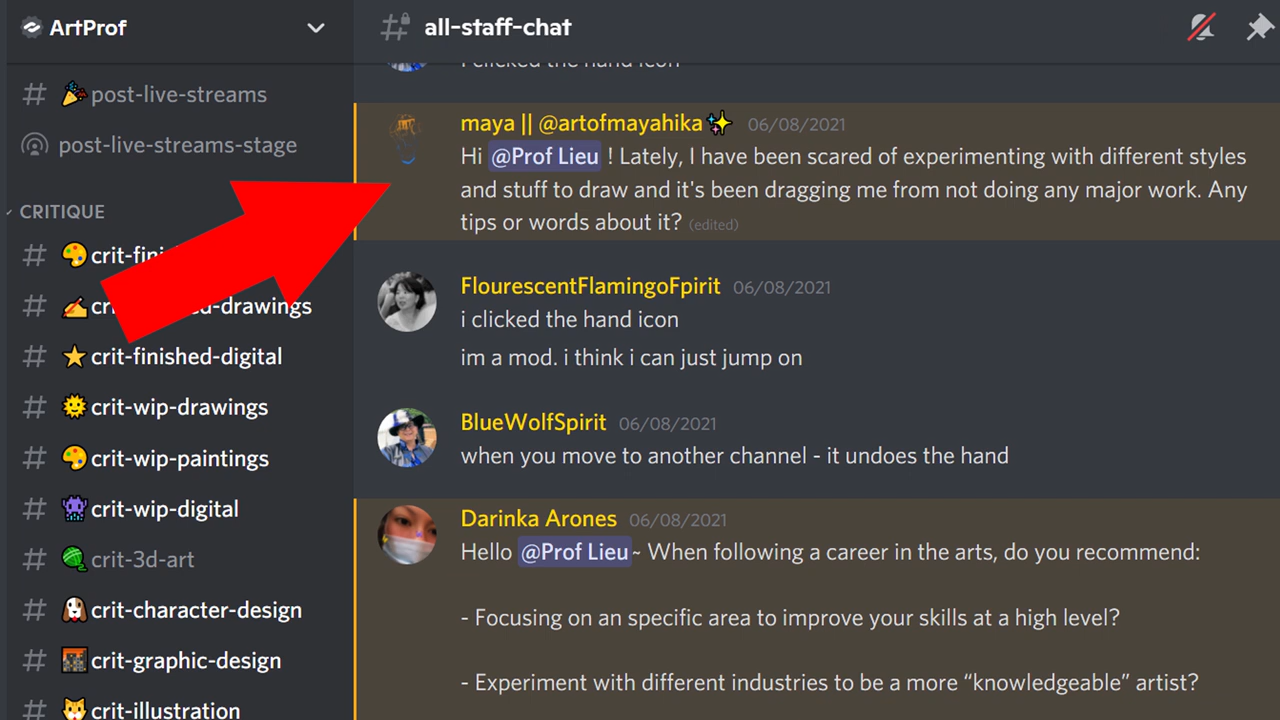 ArtProf
post-live-streams
post-live-streams-stage
CRITIQUE
crit-finished-drawings
crit-finished-digital
crit-wip-drawings
crit-wip-paintings
crit-wip-digital
crit-3d-art
crit-character-design
crit-graphic-design
crit-illustration
all-staff-chat
i clicked the hand icon
maya || @artofmayahika✨ 06/08/2021
Hi @Prof Lieu ! Lately, I have been scared of experimenting with different styles
and stuff to draw and it's been dragging me from not doing any major work. Any
tips or words about it? (edited)
FlourescentFlamingoFpirit 06/08/2021
i clicked the hand icon
im a mod. i think i can just jump on
BlueWolfSpirit 06/08/2021
when you move to another channel - it undoes the hand
Darinka Arones 06/08/2021
Hello @Prof Lieu ~ When following a career in the arts, do you recommend:
- Focusing on an specific area to improve your skills at a high level?
- Experiment with different industries to be a more “knowledgeable” artist?